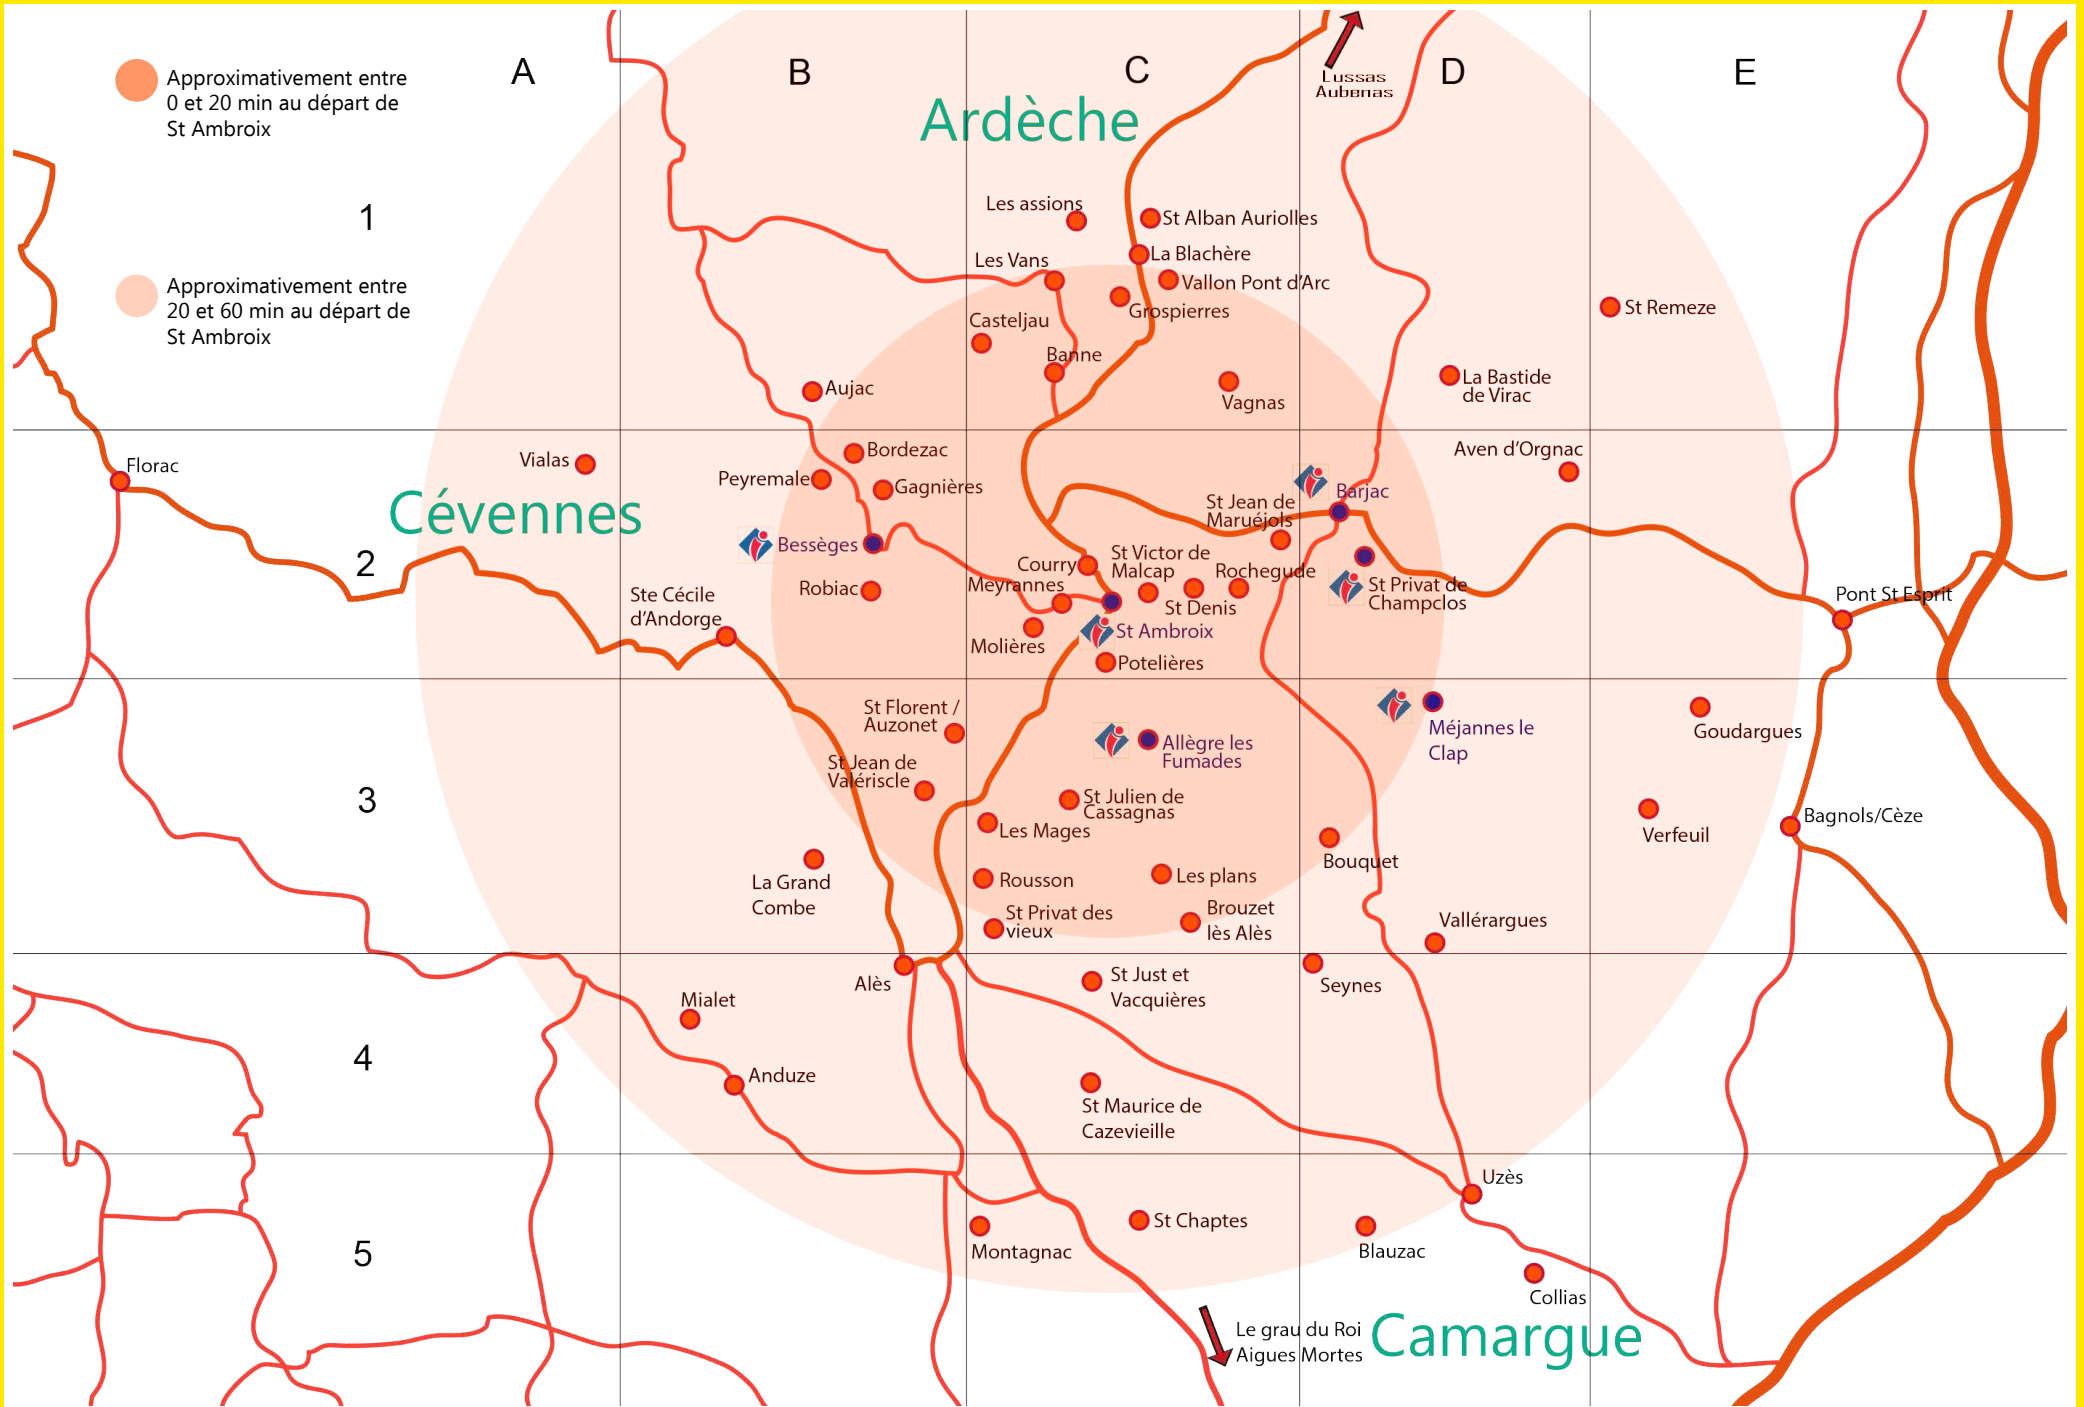 A
B
C
D
E
Approximativement entre
0 et 20 min au départ de
St Ambroix
Lussas
Aubenas
Ardèche
1
Les assions
St Alban Auriolles
La Blachère
Les Vans
Vallon Pont d'Arc
Approximativement entre
20 et 60 min au départ de
St Ambroix
Grospierres
St Remeze
Casteljau
Banne
Aujac
Vagnas
La Bastide
de Virac
Florac
Vialas
Bordezac
Aven d'Orgnac
Peyremale
Gagnières
Barjac
Cévennes
St Jean de
Maruéjols
Bessèges
2
Courry
St Victor de
Malcap
Rochegude
Meyrannes
St Privat de
Champclos
Robiac
Ste Cécile
d'Andorge
St Denis
Pont St Esprit
Molières
St Ambroix
Potelières
St Florent /
Auzonet
Méjannes le
Clap
Goudargues
Allègre les
Fumades
St Jean de
Valériscle
3
St Julien de
Cassagnas
Les Mages
Bagnols/Cèze
Verfeuil
Bouquet
La Grand
Combe
Rousson
Les plans
St Privat des
vieux
Brouzet
lès Alès
Vallérargues
Alès
St Just et
Vacquières
Seynes
Mialet
4
Anduze
St Maurice de
Cazevieille
Uzès
5
Montagnac
St Chaptes
Blauzac
Collias
Le grau du Roi
Aigues Mortes
Camargue